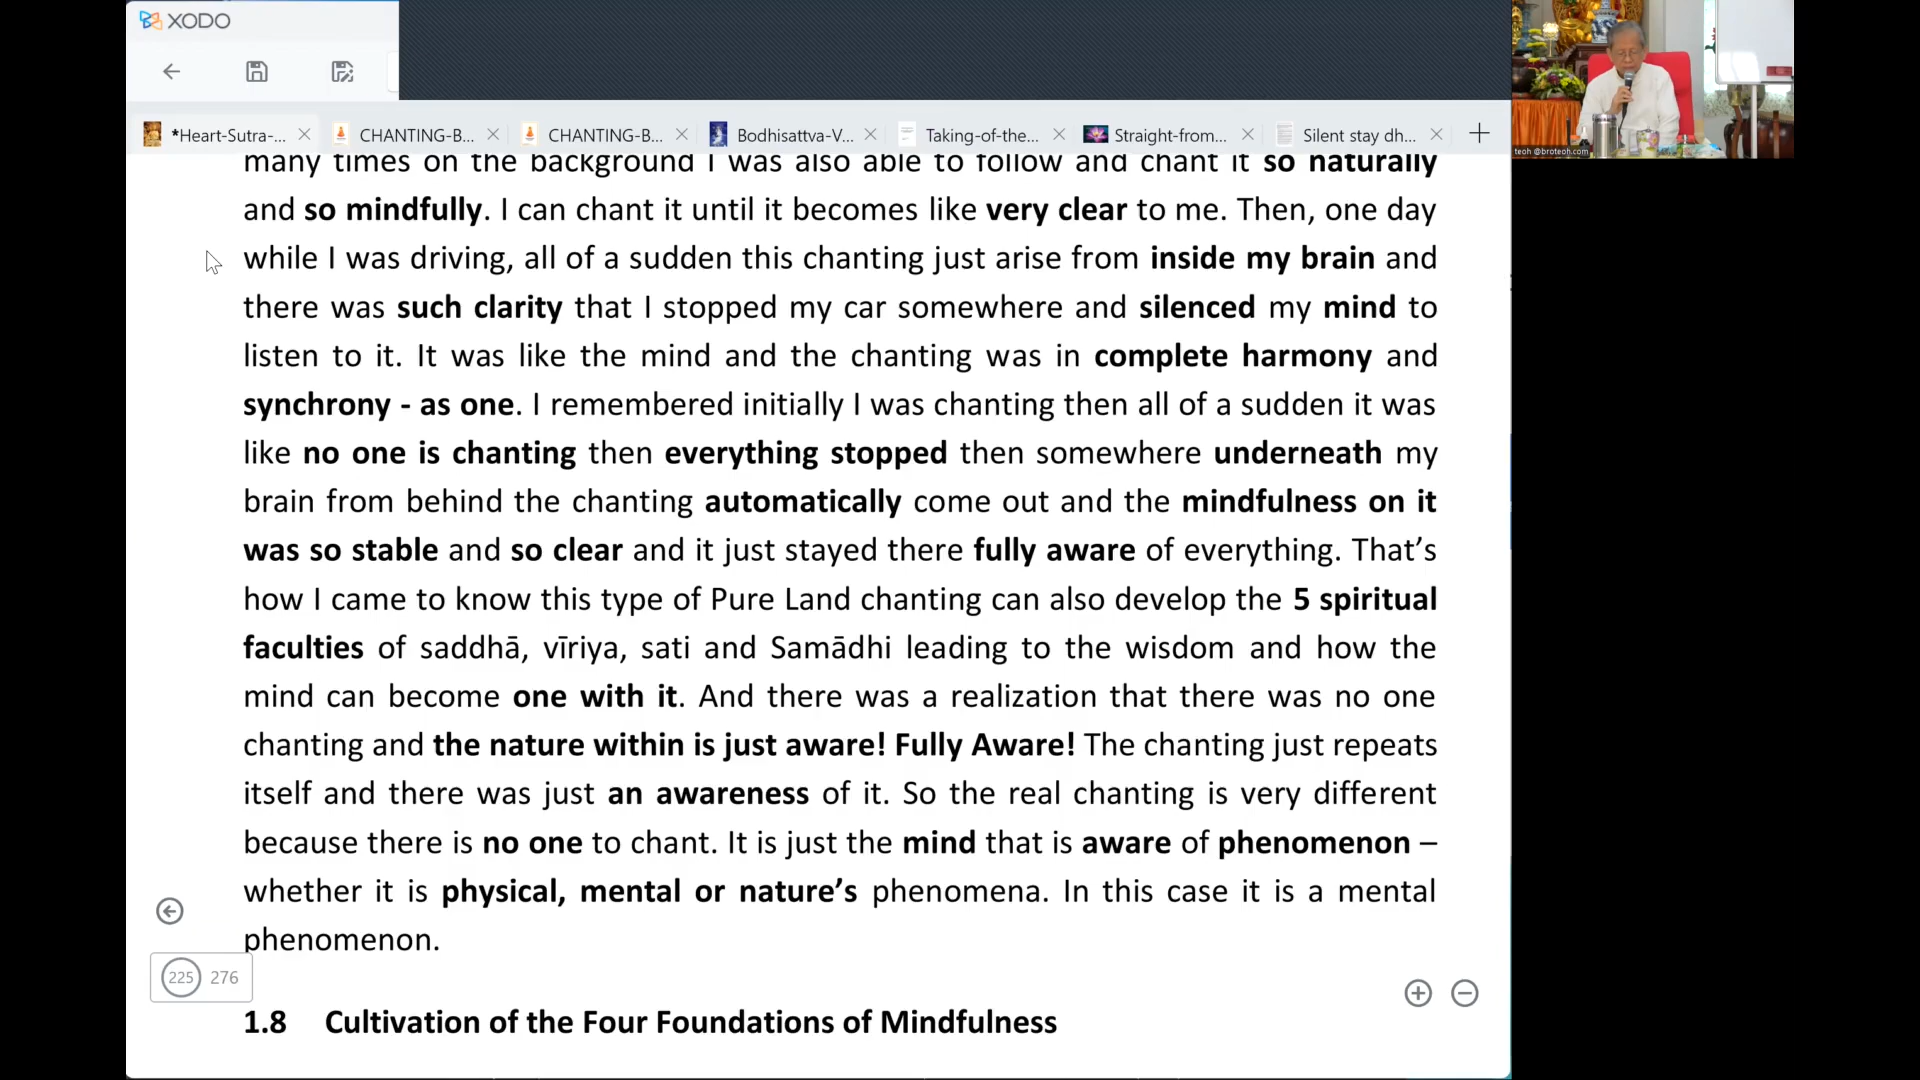 XODO
*Heart-Sutra-...
CHANTING-B...
CHANTING-B...
Bodhisattva-V...
Taking-of-the...
Straight-from...
Silent stay dh...
teoh @broteoh.com
many times on the background I was also able to follow and chant it so naturally
and so mindfully. I can chant it until it becomes like very clear to me. Then, one day
while I was driving, all of a sudden this chanting just arise from inside my brain and
there was such clarity that I stopped my car somewhere and silenced my mind to
listen to it. It was like the mind and the chanting was in complete harmony and
synchrony - as one. I remembered initially I was chanting then all of a sudden it was
like no one is chanting then everything stopped then somewhere underneath my
brain from behind the chanting automatically come out and the mindfulness on it
was so stable and so clear and it just stayed there fully aware of everything. That’s
how I came to know this type of Pure Land chanting can also develop the 5 spiritual
faculties of saddhā, vīriya, sati and Samādhi leading to the wisdom and how the
mind can become one with it. And there was a realization that there was no one
chanting and the nature within is just aware! Fully Aware! The chanting just repeats
itself and there was just an awareness of it. So the real chanting is very different
because there is no one to chant. It is just the mind that is aware of phenomenon –
whether it is physical, mental or nature’s phenomena. In this case it is a mental
phenomenon.
225 276
1.8 Cultivation of the Four Foundations of Mindfulness